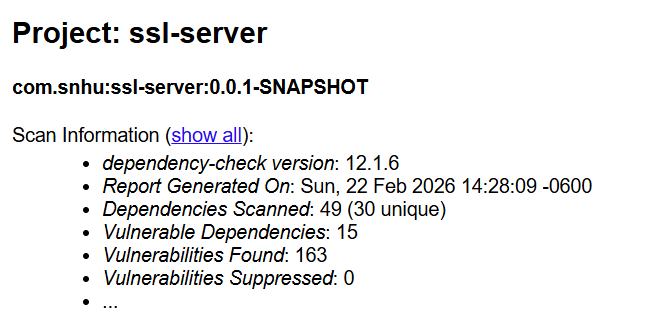 Project: ssl-server
com.snhu:ssl-server:0.0.1-SNAPSHOT
Scan Information (show all):
• dependency-check version: 12.1.6
• Report Generated On: Sun, 22 Feb 2026 14:28:09 -0600
• Dependencies Scanned: 49 (30 unique)
• Vulnerable Dependencies: 15
• Vulnerabilities Found: 163
• Vulnerabilities Suppressed: 0
• ...